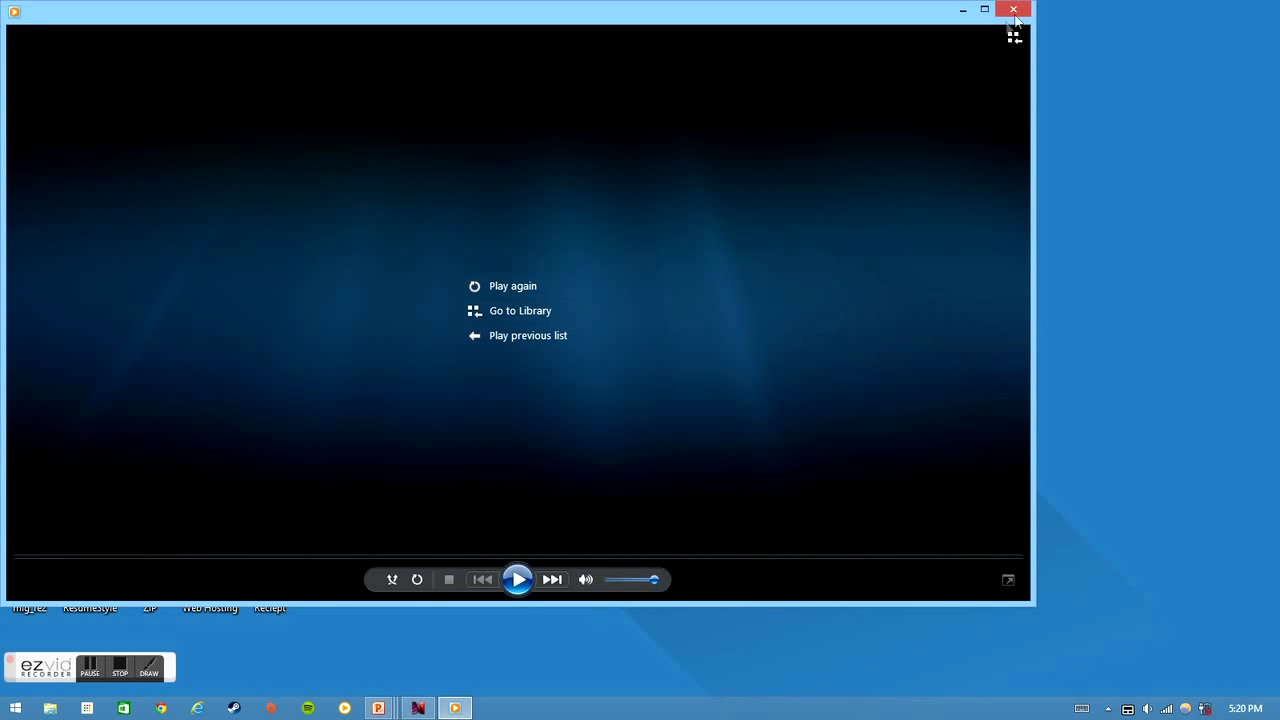 Play again
Go to Library
Play previous list
mig_rez ResumeStyle ZIP Web Hosting Reciept
ezvid
RECORDER
PAUSE STOP DRAW
5:20 PM